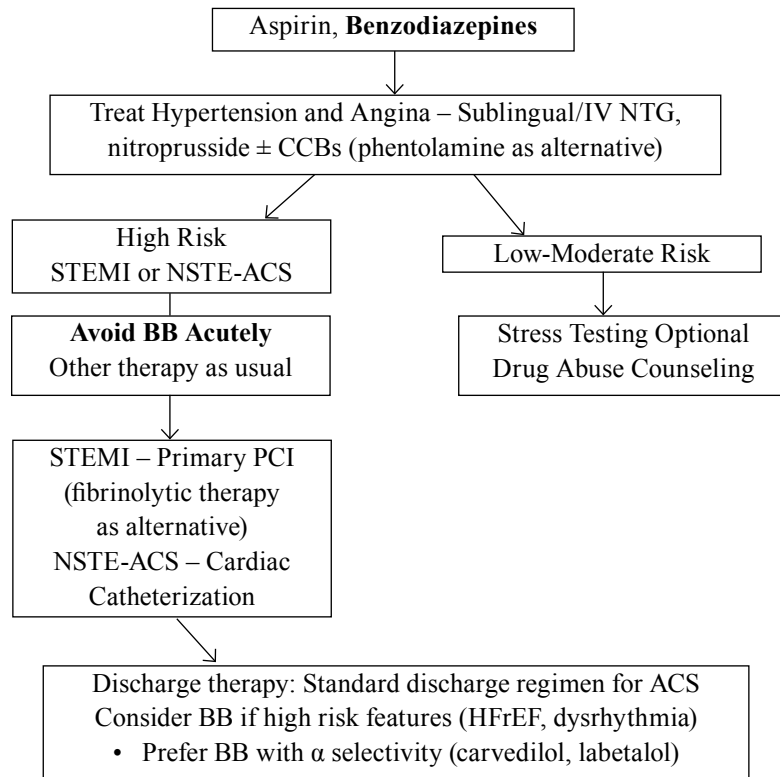 Aspirin, Benzodiazepines
Treat Hypertension and Angina – Sublingual/IV NTG,
nitroprusside ± CCBs (phentolamine as alternative)
High Risk
STEMI or NSTE-ACS
Low-Moderate Risk
Avoid BB Acutely
Other therapy as usual
Stress Testing Optional
Drug Abuse Counseling
STEMI – Primary PCI
(fibrinolytic therapy
as alternative)
NSTE-ACS – Cardiac
Catheterization
Discharge therapy: Standard discharge regimen for ACS
Consider BB if high risk features (HFrEF, dysrhythmia)
• Prefer BB with α selectivity (carvedilol, labetalol)